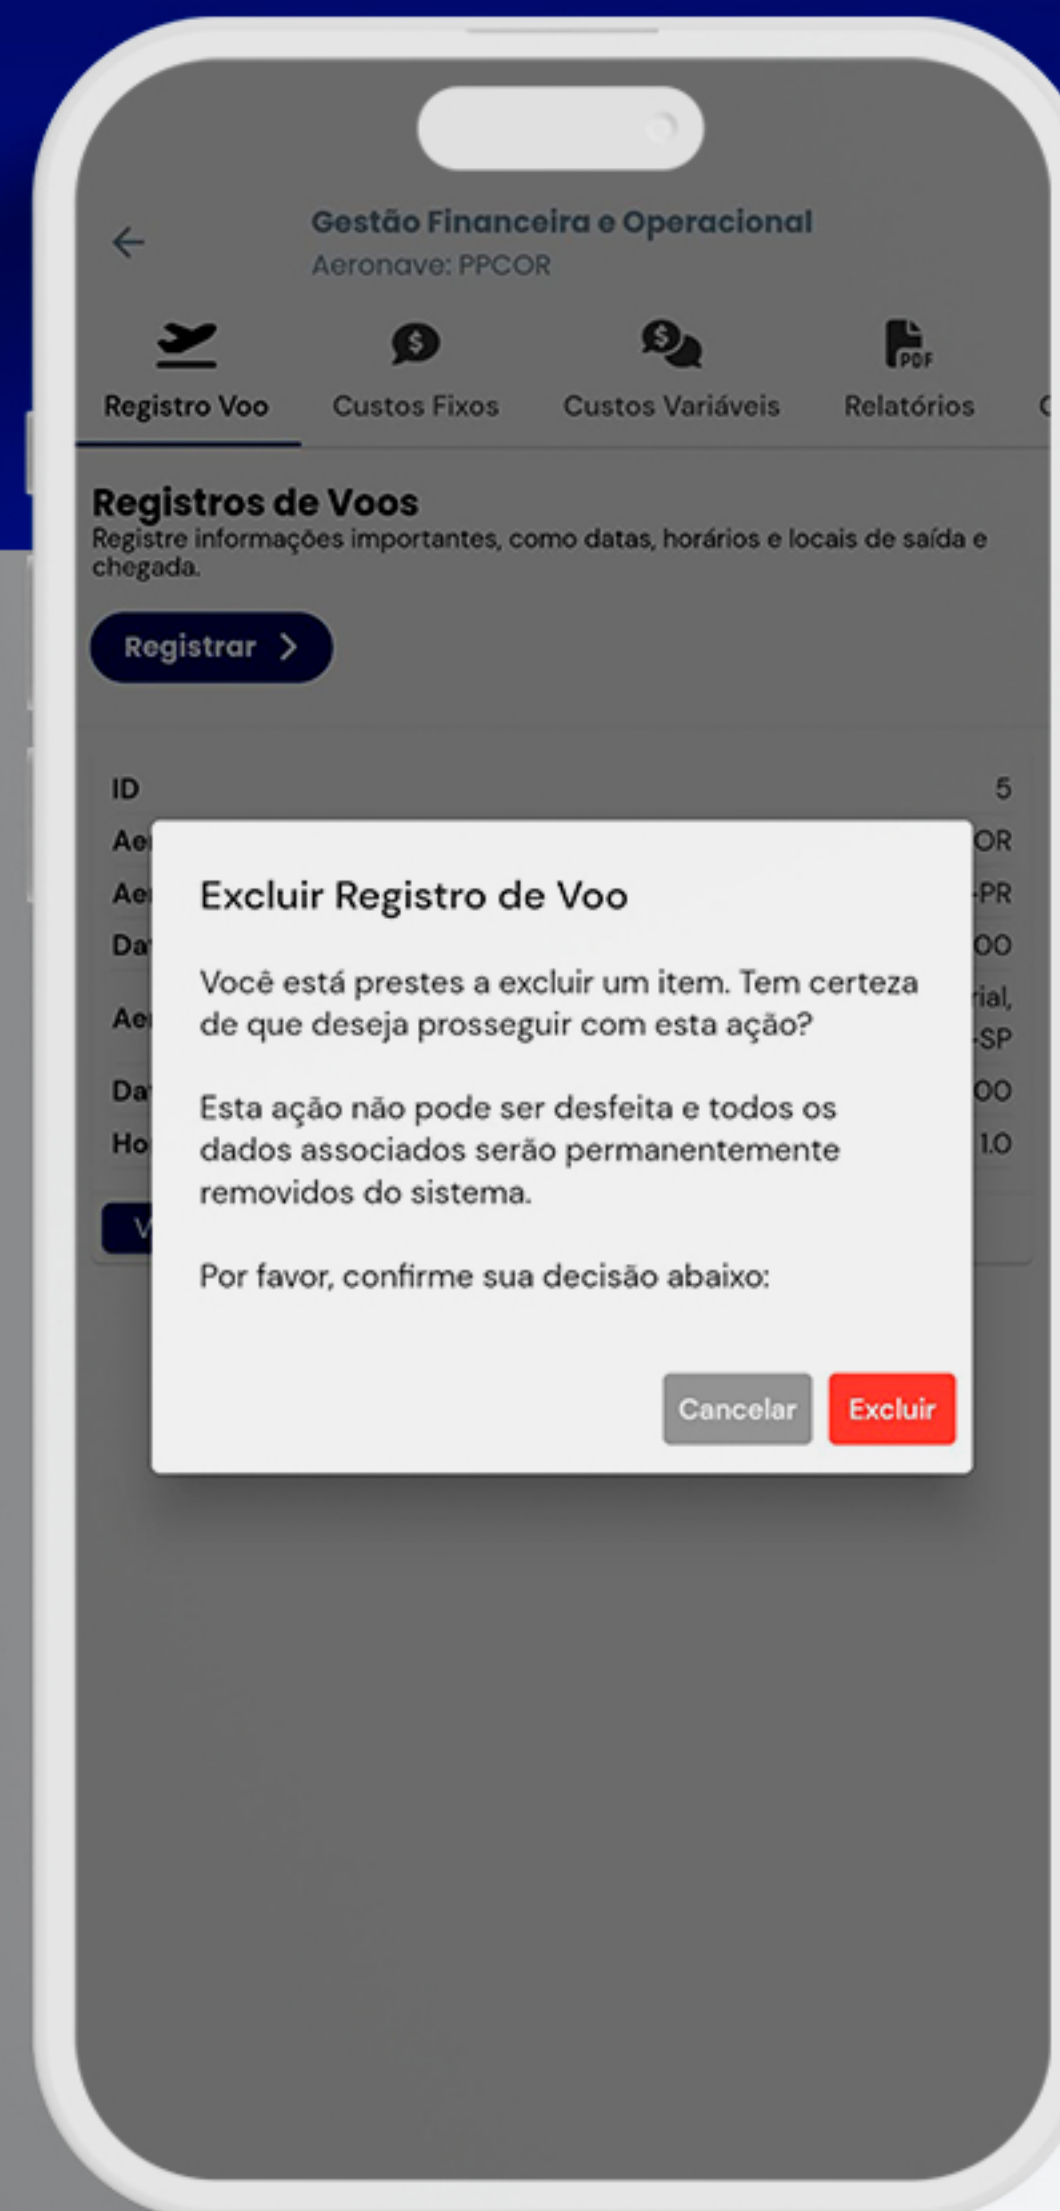 Gestão Financeira e Operacional
Aeronave: PPCOR
Registro Voo Custos Fixos Custos Variáveis Relatórios
PDF
Registros de Voos
Registre informações importantes, como datas, horários e locais de saída e
chegada.
Registrar
ID 5
Excluir Registro de Voo
Você está prestes a excluir um item. Tem certeza
de que deseja prosseguir com esta ação?
Esta ação não pode ser desfeita e todos os
dados associados serão permanentemente
removidos do sistema.
Por favor, confirme sua decisão abaixo:
Cancelar Excluir